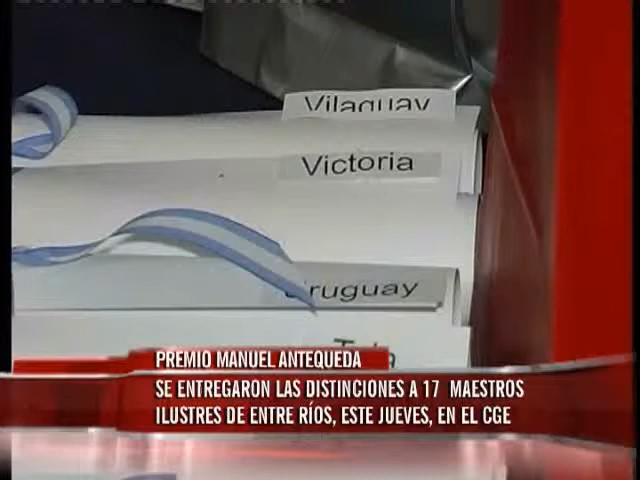 Vilaguay
Victoria
Uruguay
PREMIO MANUEL ANTEQUEDA
SE ENTREGARON LAS DISTINCIONES A 17 MAESTROS
ILUSTRES DE ENTRE RÍOS, ESTE JUEVES, EN EL CGE